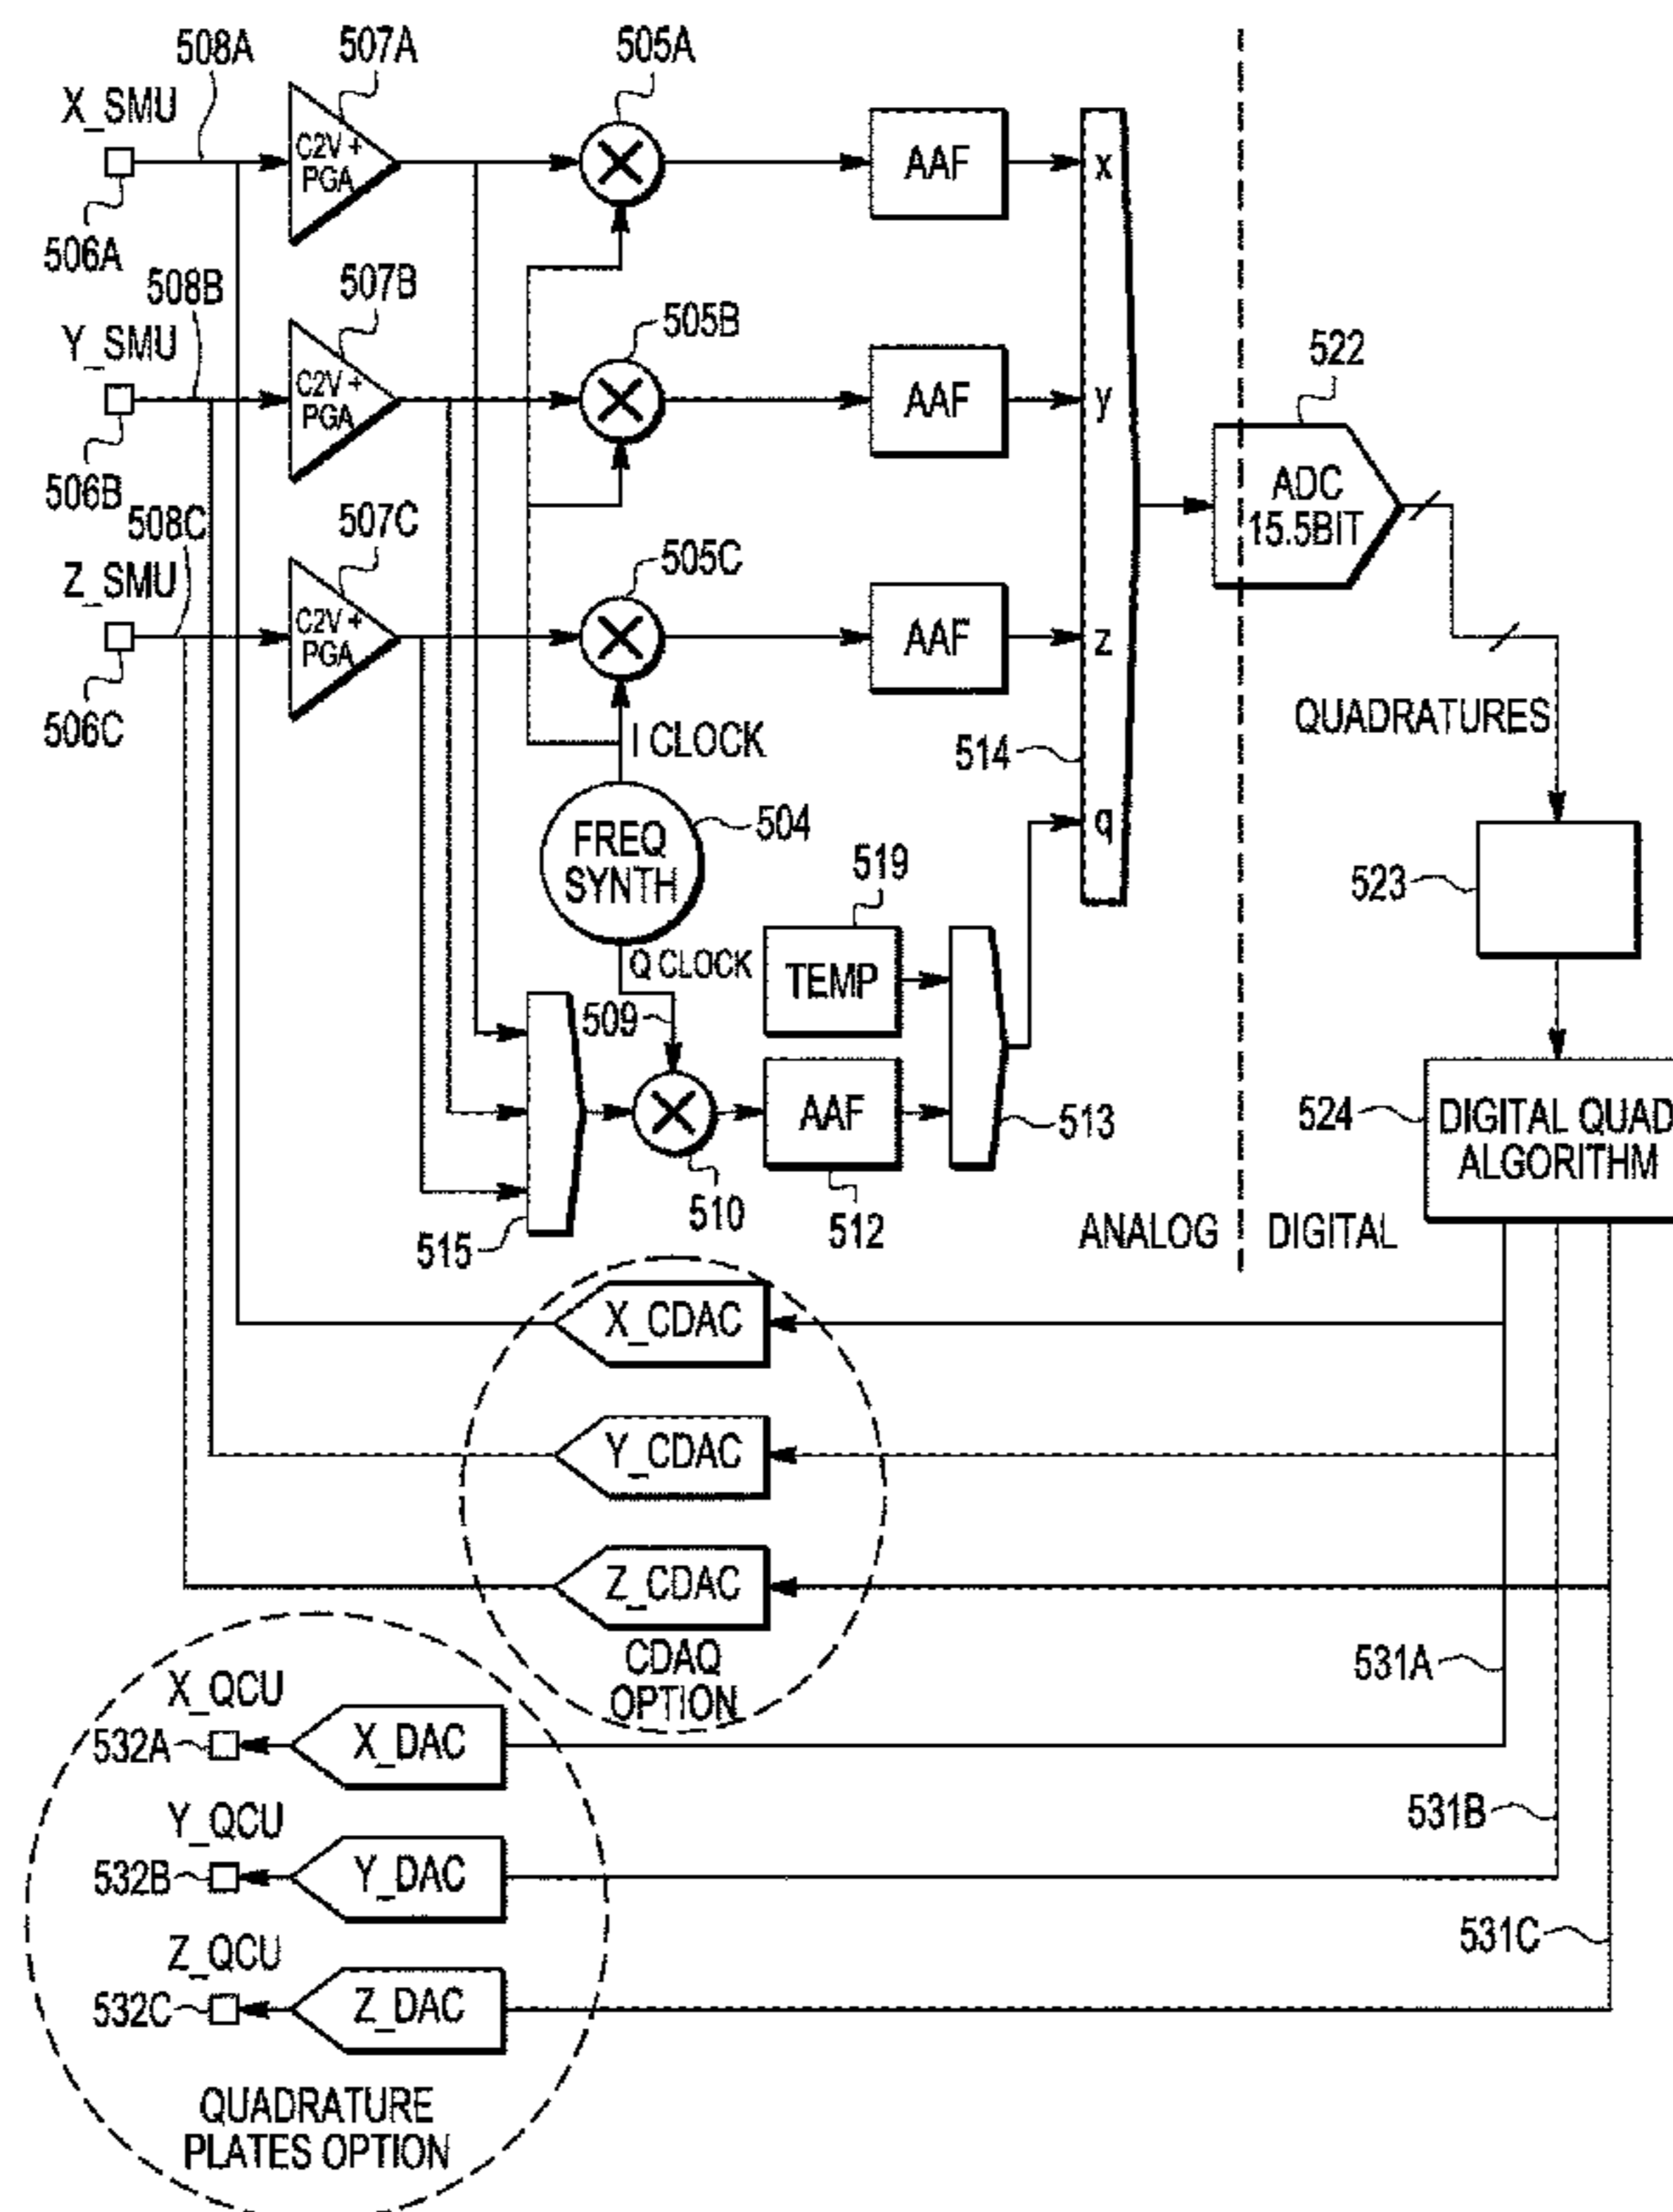 508A
507A
505A
X_SMU
C2V +
PGA
AAF
x
506A
508B
507B
505B
Y_SMU
C2V +
PGA
AAF
y
522
506B
508C
507C
505C
ADC
15.5BIT
Z_SMU
C2V +
PGA
AAF
z
506C
I CLOCK
514
QUADRATURES
FREQ
SYNTH
504
q
519
523
Q CLOCK
TEMP
509
AAF
513
524
DIGITAL QUAD
ALGORITHM
510
512
515
ANALOG
DIGITAL
X_CDAC
Y_CDAC
Z_CDAC
CDAQ
OPTION
531A
X_QCU
532A
X_DAC
531B
Y_QCU
532B
Y_DAC
531C
Z_QCU
532C
Z_DAC
QUADRATURE
PLATES OPTION